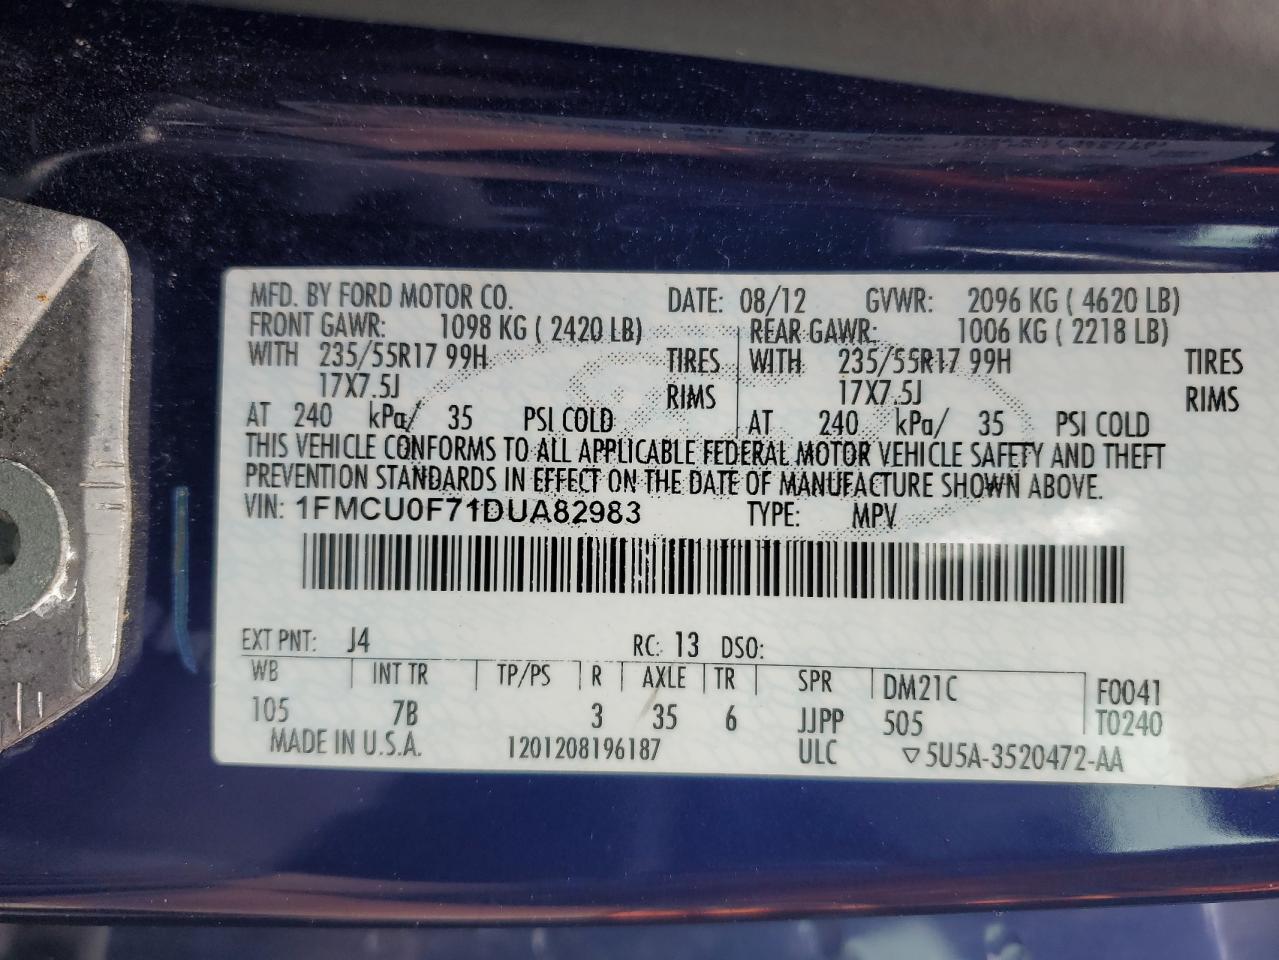 MFD. BY FORD MOTOR CO. DATE: 08/12 GVWR: 2096 KG ( 4620 LB)
FRONT GAWR: 1098 KG ( 2420 LB) REAR GAWR: 1006 KG ( 2218 LB)
WITH 235/55R17 99H TIRES WITH 235/55R17 99H TIRES
17X7.5J RIMS 17X7.5J RIMS
AT 240 kPa/ 35 PSI COLD AT 240 kPa/ 35 PSI COLD
THIS VEHICLE CONFORMS TO ALL APPLICABLE FEDERAL MOTOR VEHICLE SAFETY AND THEFT
PREVENTION STANDARDS IN EFFECT ON THE DATE OF MANUFACTURE SHOWN ABOVE.
VIN: 1FMCU0F71DUA82983 TYPE: MPV
EXT PNT: J4 RC: 13 DSO:
WB INT TR TP/PS R AXLE TR SPR DM21C F0041
105 7B 3 35 6 JJPP 505 T0240
MADE IN U.S.A. 1201208196187 ULC ▽5U5A-3520472-AA